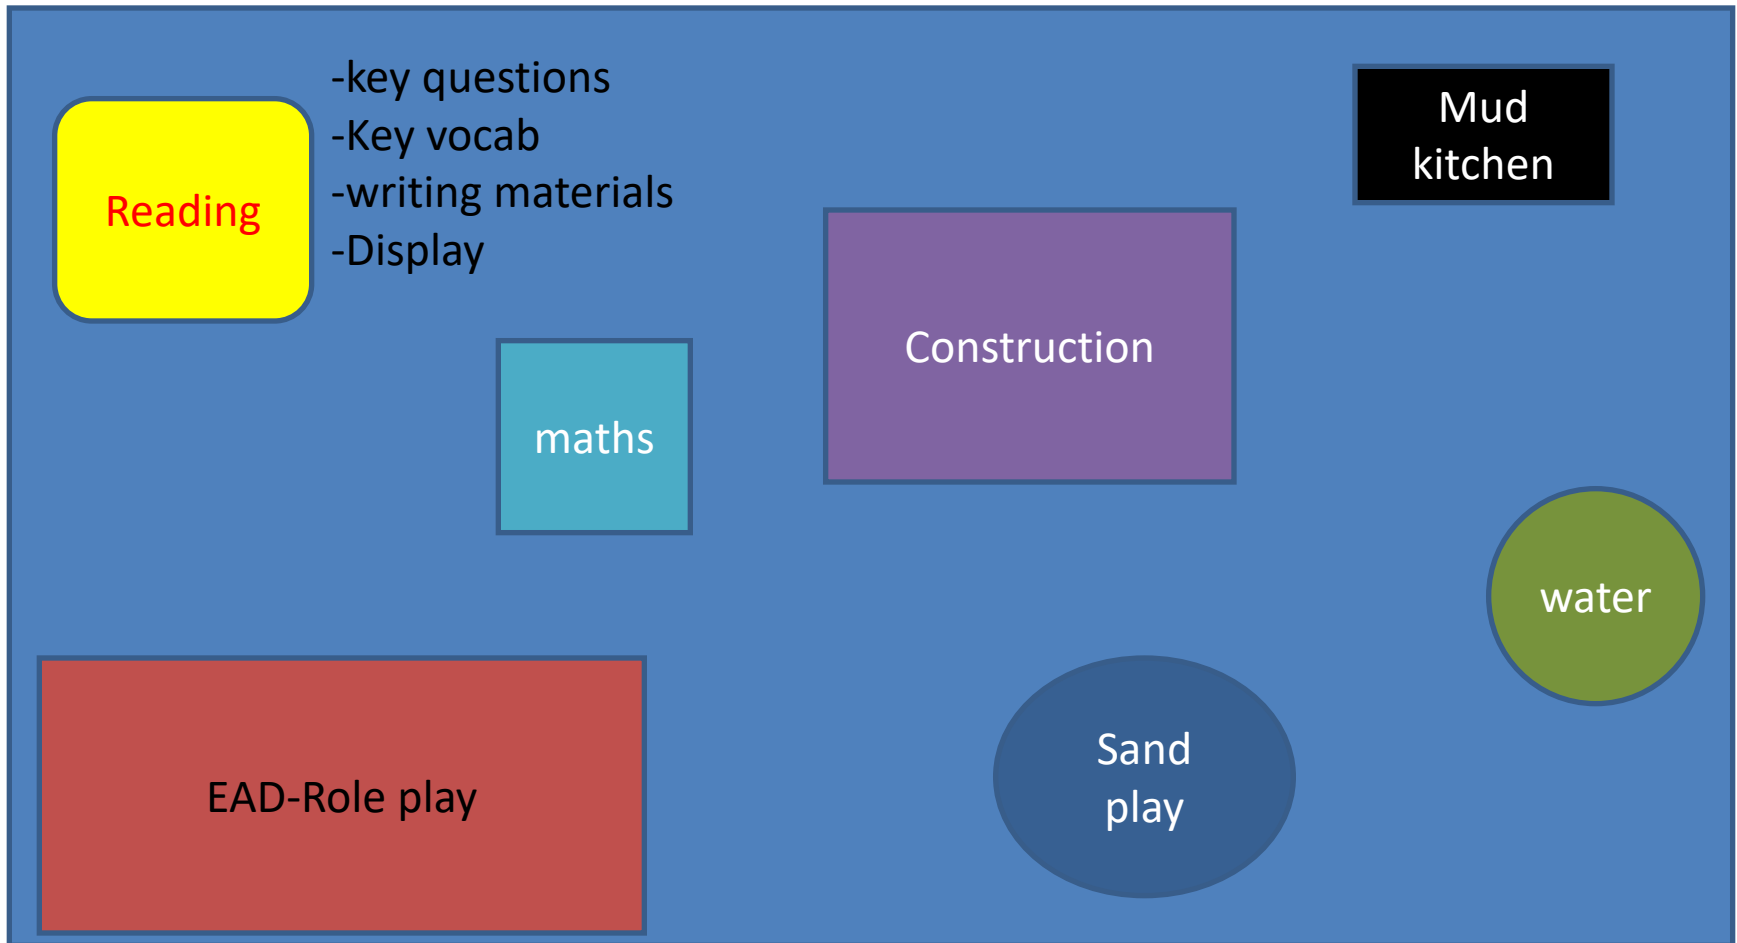 Reading
-key questions
-Key vocab
-writing materials
-Display
Mud
kitchen
Construction
maths
water
EAD-Role play
Sand
play